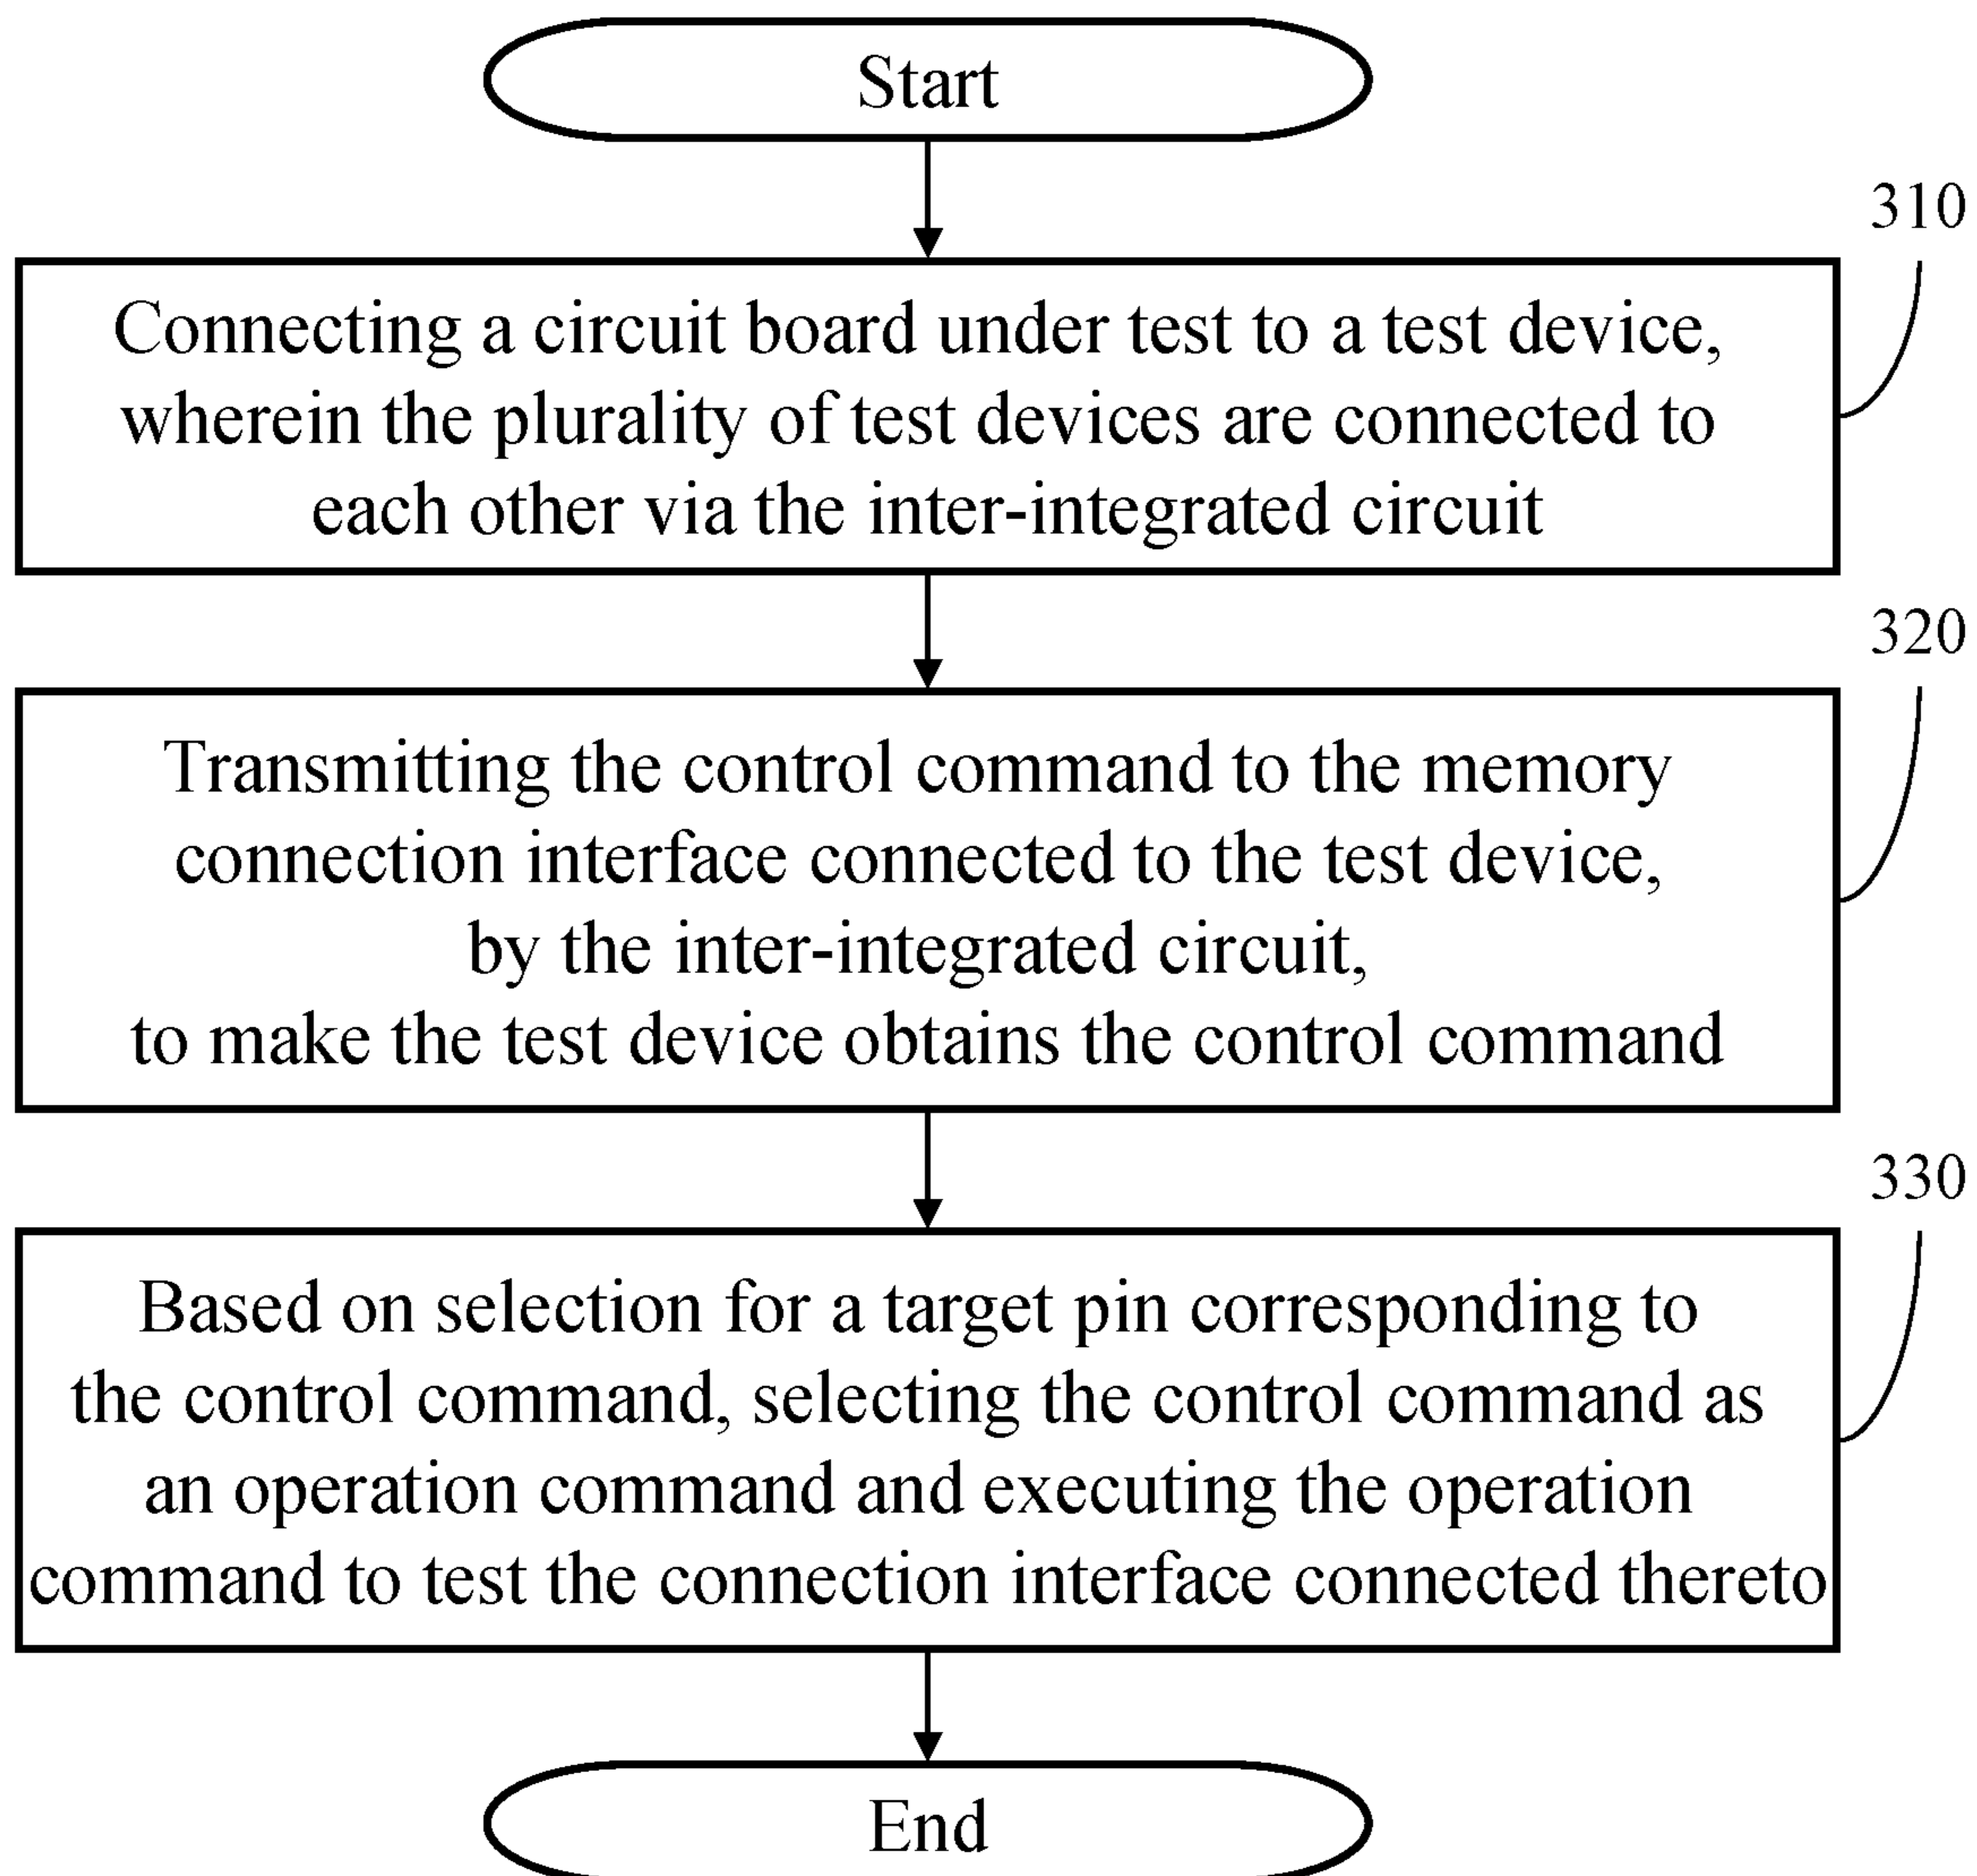 Start
310
Connecting a circuit board under test to a test device,
wherein the plurality of test devices are connected to
each other via the inter-integrated circuit
320
Transmitting the control command to the memory
connection interface connected to the test device,
by the inter-integrated circuit,
to make the test device obtains the control command
330
Based on selection for a target pin corresponding to
the control command, selecting the control command as
an operation command and executing the operation
command to test the connection interface connected thereto
End